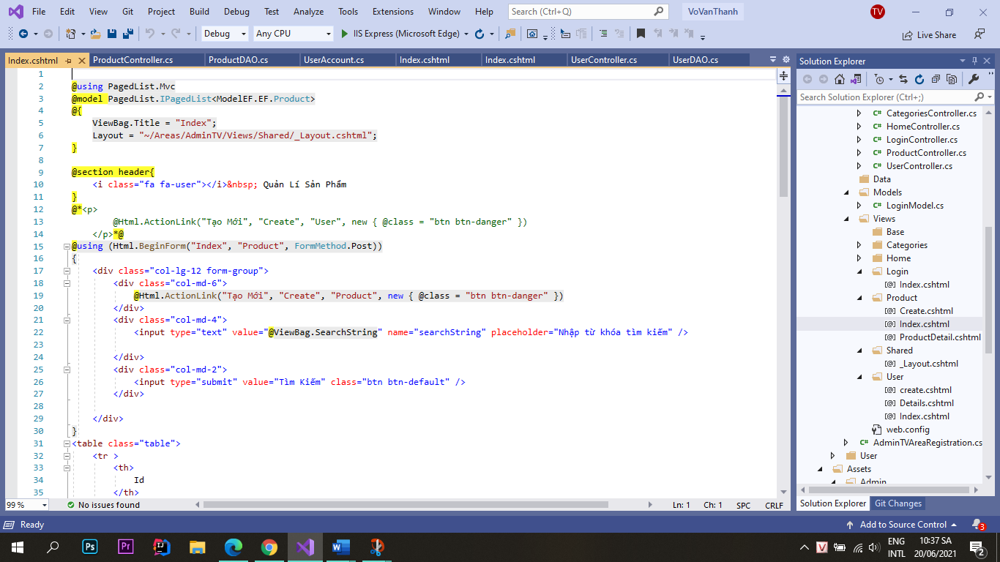 File Edit View Git Project Build Debug Test Analyze Tools Extensions Window Help Search (Ctrl+Q) VoVanThanh TV
Debug Any CPU IIS Express (Microsoft Edge) Live Share
Index.cshtml ProductController.cs ProductDAO.cs UserAccount.cs Index.cshtml Index.cshtml UserController.cs UserDAO.cs
1
2 @using PagedList.Mvc
3 @model PagedList.IPagedList<ModelEF.EF.Product>
4 @{
5 ViewBag.Title = "Index";
6 Layout = "~/Areas/AdminTV/Views/Shared/_Layout.cshtml";
7 }
8
9 @section header{
10 <i class="fa fa-user"></i>&nbsp; Quản Lí Sản Phẩm
11 }
12 @*<p>
13 @Html.ActionLink("Tạo Mới", "Create", "User", new { @class = "btn btn-danger" })
14 </p>*@
15 @using (Html.BeginForm("Index", "Product", FormMethod.Post))
16 {
17 <div class="col-lg-12 form-group">
18 <div class="col-md-6">
19 @Html.ActionLink("Tạo Mới", "Create", "Product", new { @class = "btn btn-danger" })
20 </div>
21 <div class="col-md-4">
22 <input type="text" value="@ViewBag.SearchString" name="searchString" placeholder="Nhập từ khóa tìm kiếm" />
23
24 </div>
25 <div class="col-md-2">
26 <input type="submit" value="Tìm Kiếm" class="btn btn-default" />
27 </div>
28
29 </div>
30 }
31 <table class="table">
32 <tr >
33 <th>
34 Id
35 </th>
99 % No issues found Ln: 1 Ch: 1 SPC CRLF
Solution Explorer
Search Solution Explorer (Ctrl+;)
C# CategoriesController.cs
C# HomeController.cs
C# LoginController.cs
C# ProductController.cs
C# UserController.cs
Data
Models
C# LoginModel.cs
Views
Base
Categories
Home
Login
[@] Index.cshtml
Product
[@] Create.cshtml
[@] Index.cshtml
[@] ProductDetail.cshtml
Shared
[@] _Layout.cshtml
User
[@] create.cshtml
[@] Details.cshtml
[@] Index.cshtml
web.config
C# AdminTVAreaRegistration.cs
User
Assets
Admin
Solution Explorer Git Changes
Ready Add to Source Control 3
Ps Pr IJ W V ENG INTL 10:37 SA 20/06/2021 2